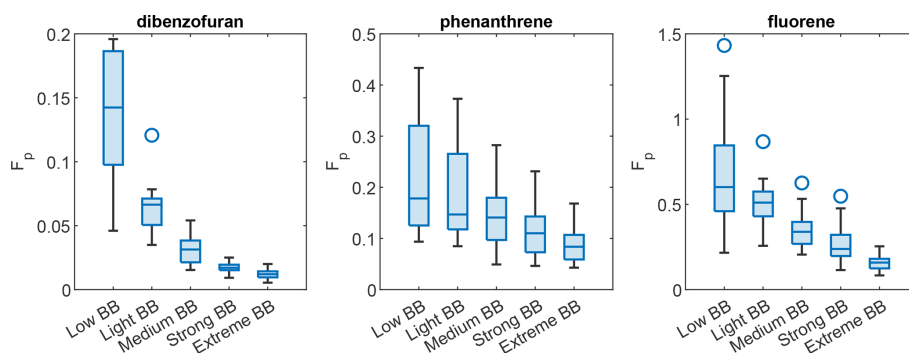 dibenzofuran
0.2
0.15
0.1
0.05
0
F_p
Low BB
Light BB
Medium BB
Strong BB
Extreme BB
phenanthrene
0.5
0.4
0.3
0.2
0.1
0
F_p
Low BB
Light BB
Medium BB
Strong BB
Extreme BB
fluorene
1.5
1
0.5
0
F_p
Low BB
Light BB
Medium BB
Strong BB
Extreme BB